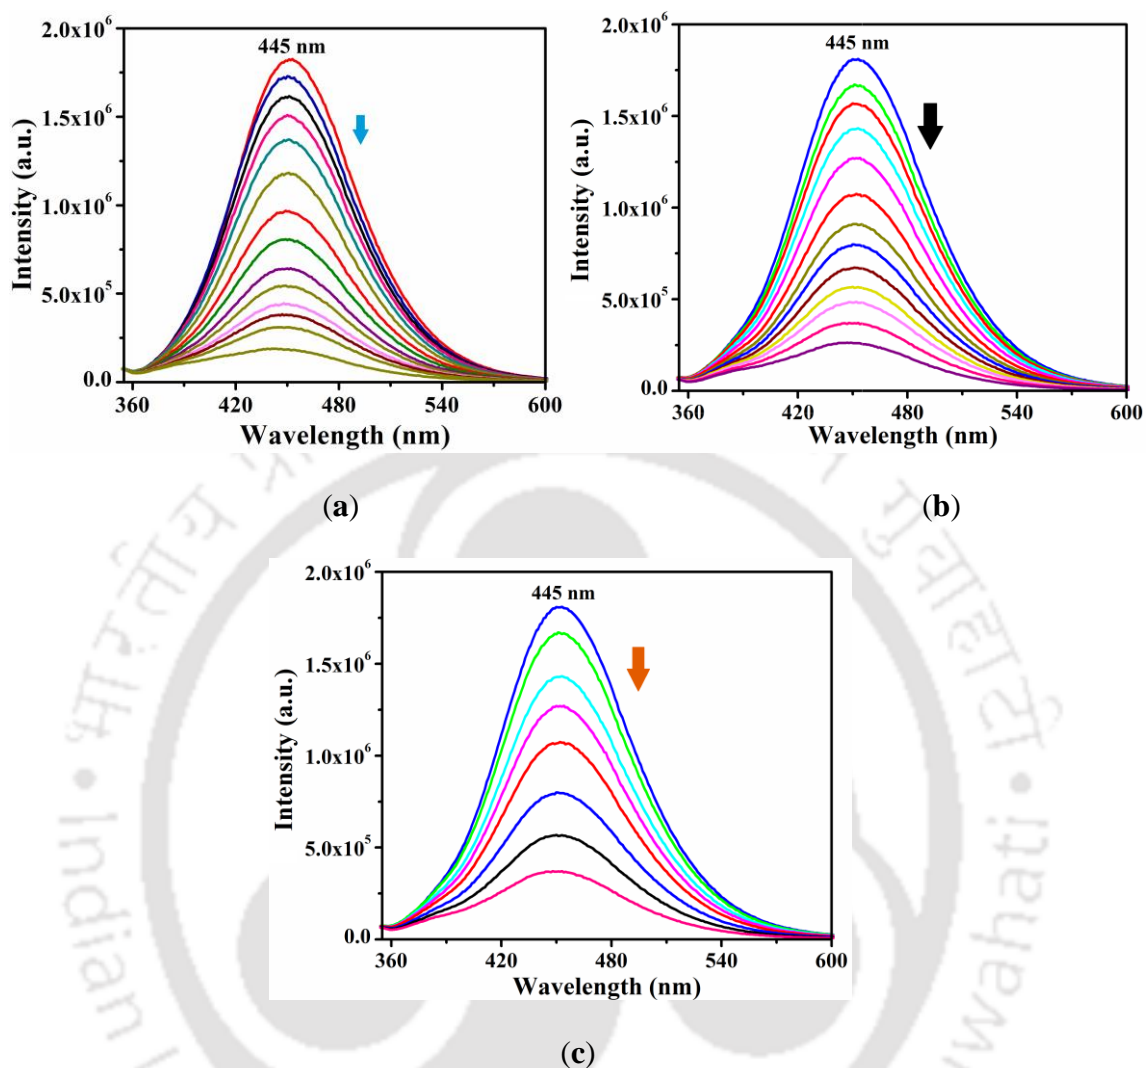 2.0x10⁶
1.5x10⁶
1.0x10⁶
5.0x10⁵
0.0
Intensity (a.u.)
445 nm
360 420 480 540 600
Wavelength (nm)
(a)
2.0x10⁶
1.5x10⁶
1.0x10⁶
5.0x10⁵
0.0
Intensity (a.u.)
445 nm
360 420 480 540 600
Wavelength (nm)
(b)
2.0x10⁶
1.5x10⁶
1.0x10⁶
5.0x10⁵
0.0
Intensity (a.u.)
445 nm
360 420 480 540 600
Wavelength (nm)
(c)
भारतीय
गुवाहाटी
Indian
uwahati